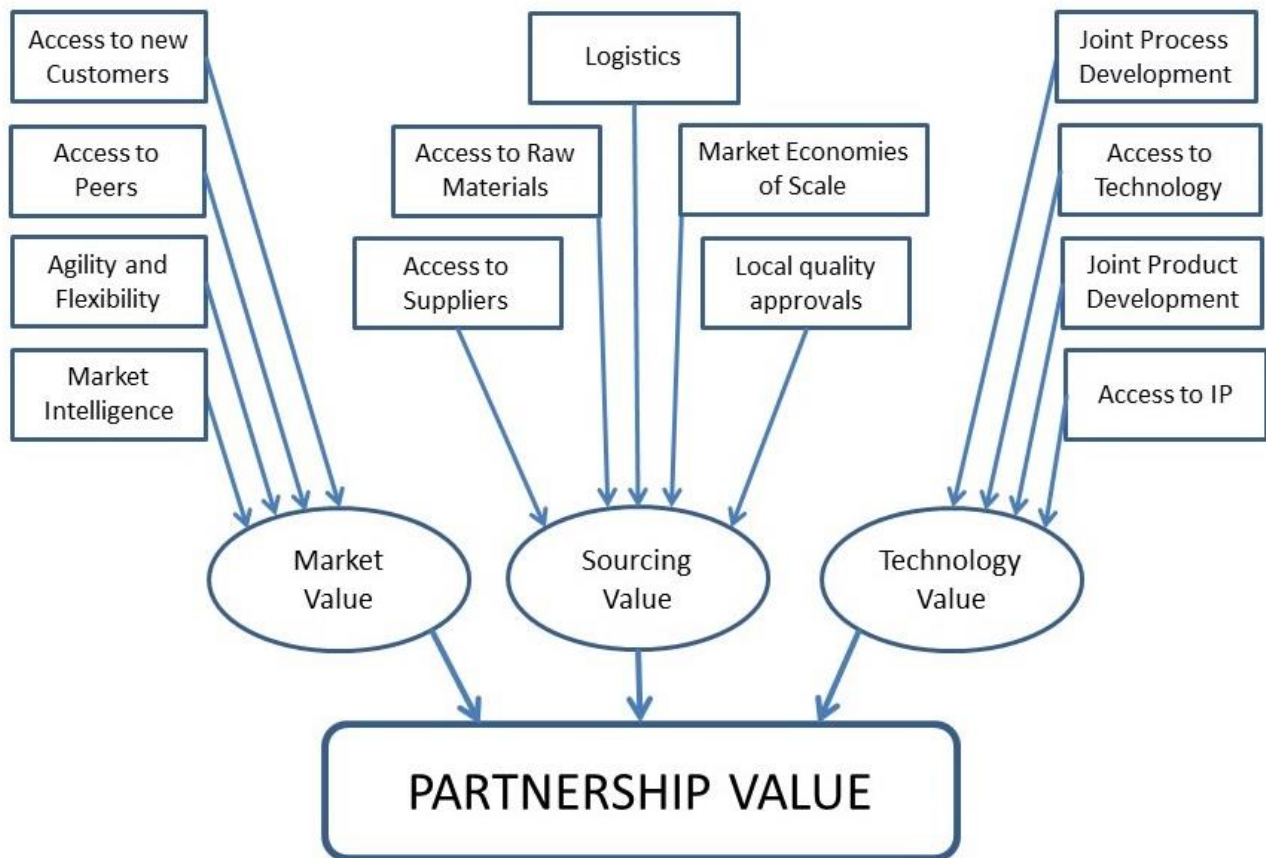 Access to new
Customers
Access to
Peers
Agility and
Flexibility
Market
Intelligence
Logistics
Access to Raw
Materials
Market Economies
of Scale
Access to
Suppliers
Local quality
approvals
Joint Process
Development
Access to
Technology
Joint Product
Development
Access to IP
Market
Value
Sourcing
Value
Technology
Value
PARTNERSHIP VALUE